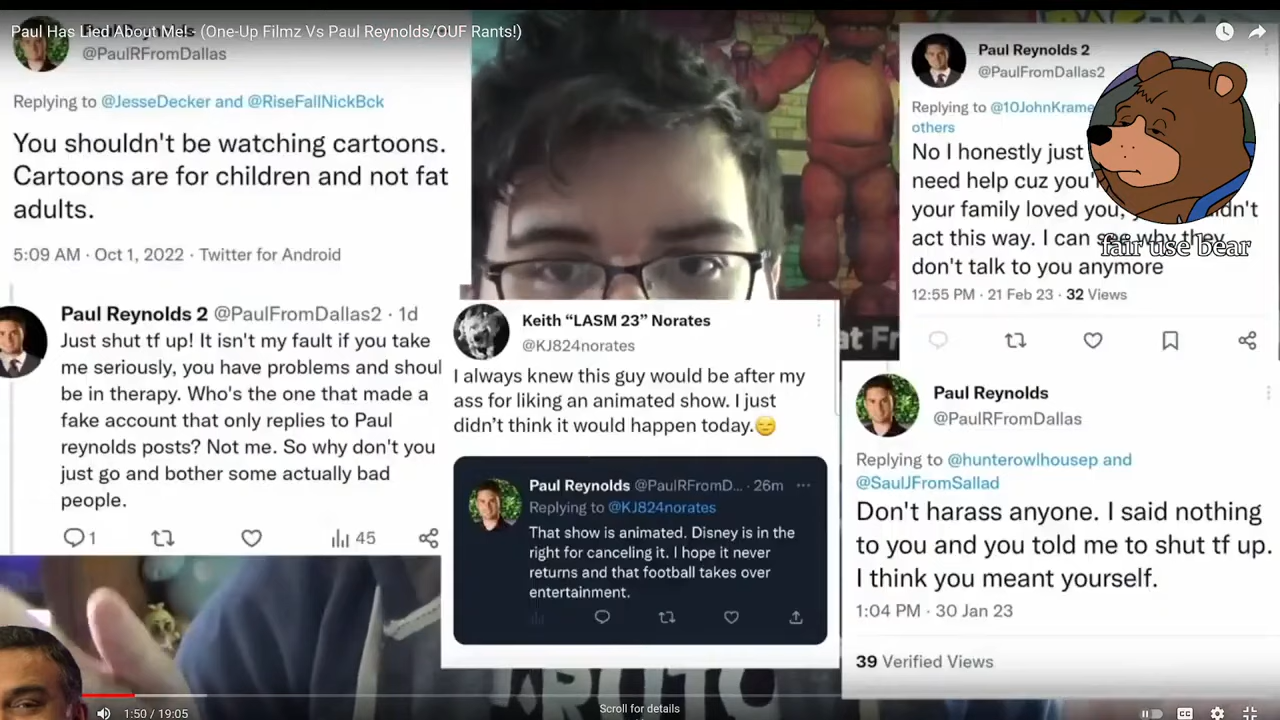 Paul Has Lied About Me! - (One-Up Filmz Vs Paul Reynolds/OUF Rants!)
@PaulRFromDallas
Replying to @JesseDecker and @RiseFallNickBck
You shouldn't be watching cartoons.
Cartoons are for children and not fat
adults.
5:09 AM · Oct 1, 2022 · Twitter for Android
Paul Reynolds 2 @PaulFromDallas2 · 1d
Just shut tf up! It isn't my fault if you take
me seriously, you have problems and shoul
be in therapy. Who's the one that made a
fake account that only replies to Paul
reynolds posts? Not me. So why don't you
just go and bother some actually bad
people.
1
45
Keith “LASM 23” Norates
@KJ824norates
I always knew this guy would be after my
ass for liking an animated show. I just
didn’t think it would happen today.😑
Paul Reynolds @PaulRFromD... · 26m
Replying to @KJ824norates
That show is animated. Disney is in the
right for canceling it. I hope it never
returns and that football takes over
entertainment.
Paul Reynolds 2
@PaulFromDallas2
Replying to @10JohnKrame
others
No I honestly just
need help cuz you'
your family loved you,
act this way. I can see why they
don't talk to you anymore
12:55 PM · 21 Feb 23 · 32 Views
fair use bear
at Fr
Paul Reynolds
@PaulRFromDallas
Replying to @hunterowlhousep and
@SaulJFromSallad
Don't harass anyone. I said nothing
to you and you told me to shut tf up.
I think you meant yourself.
1:04 PM · 30 Jan 23
39 Verified Views
1:50 / 19:05
Scroll for details
CC